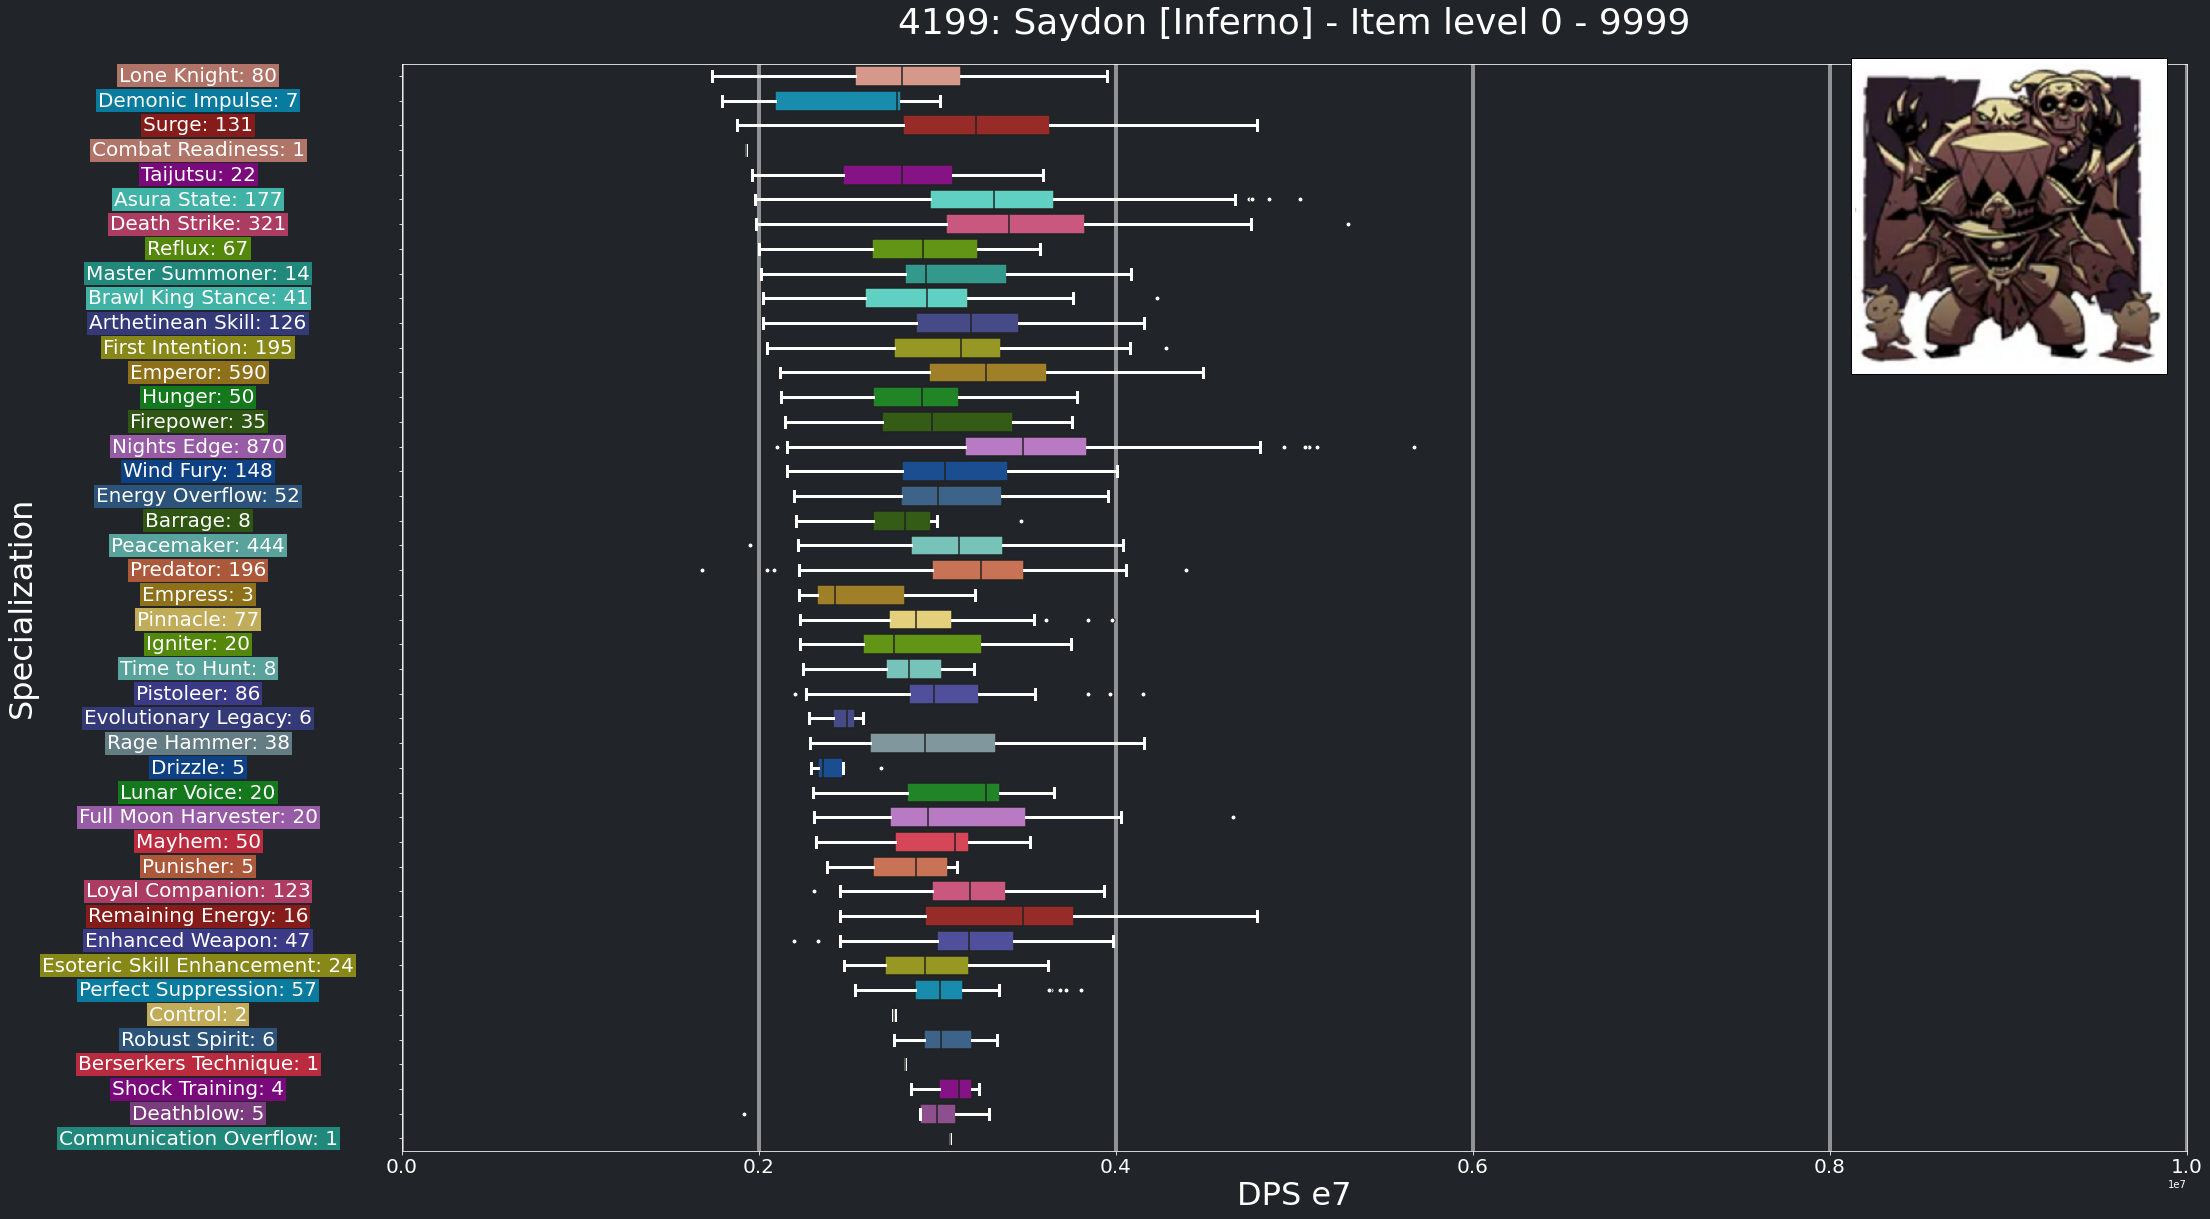 4199: Saydon [Inferno] - Item level 0 - 9999
Specialization
Lone Knight: 80
Demonic Impulse: 7
Surge: 131
Combat Readiness: 1
Taijutsu: 22
Asura State: 177
Death Strike: 321
Reflux: 67
Master Summoner: 14
Brawl King Stance: 41
Arthetinean Skill: 126
First Intention: 195
Emperor: 590
Hunger: 50
Firepower: 35
Nights Edge: 870
Wind Fury: 148
Energy Overflow: 52
Barrage: 8
Peacemaker: 444
Predator: 196
Empress: 3
Pinnacle: 77
Igniter: 20
Time to Hunt: 8
Pistoleer: 86
Evolutionary Legacy: 6
Rage Hammer: 38
Drizzle: 5
Lunar Voice: 20
Full Moon Harvester: 20
Mayhem: 50
Punisher: 5
Loyal Companion: 123
Remaining Energy: 16
Enhanced Weapon: 47
Esoteric Skill Enhancement: 24
Perfect Suppression: 57
Control: 2
Robust Spirit: 6
Berserkers Technique: 1
Shock Training: 4
Deathblow: 5
Communication Overflow: 1
0.0 0.2 0.4 0.6 0.8 1.0
1e7
DPS e7